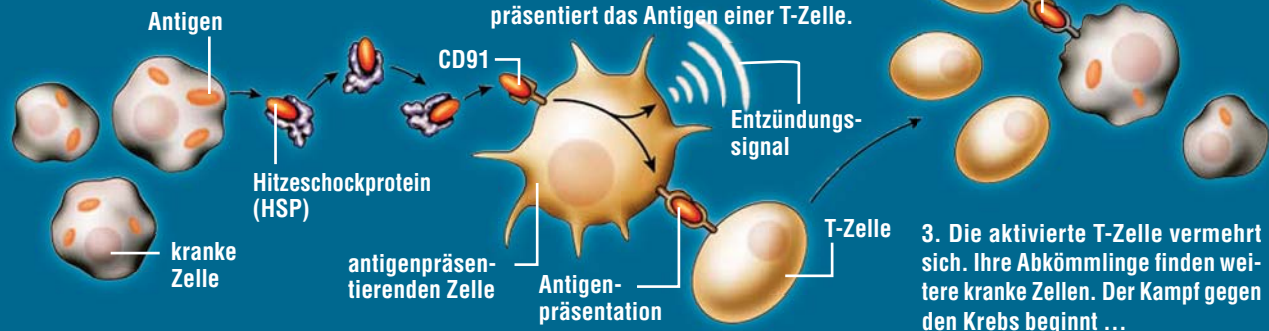 präsentiert das Antigen einer T-Zelle.
Antigen
CD91
Entzündungs-
signal
Hitzeschockprotein
(HSP)
kranke
Zelle
antigenpräsen-
tierenden Zelle
Antigen-
präsentation
T-Zelle
3. Die aktivierte T-Zelle vermehrt
sich. Ihre Abkömmlinge finden wei-
tere kranke Zellen. Der Kampf gegen
den Krebs beginnt ...